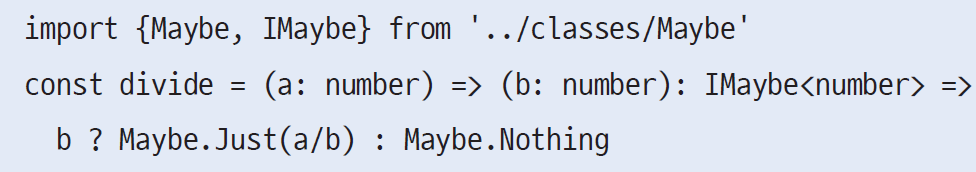 import {Maybe, IMaybe} from '../classes/Maybe'
const divide = (a: number) => (b: number): IMaybe<number> =>
  b ? Maybe.Just(a/b) : Maybe.Nothing